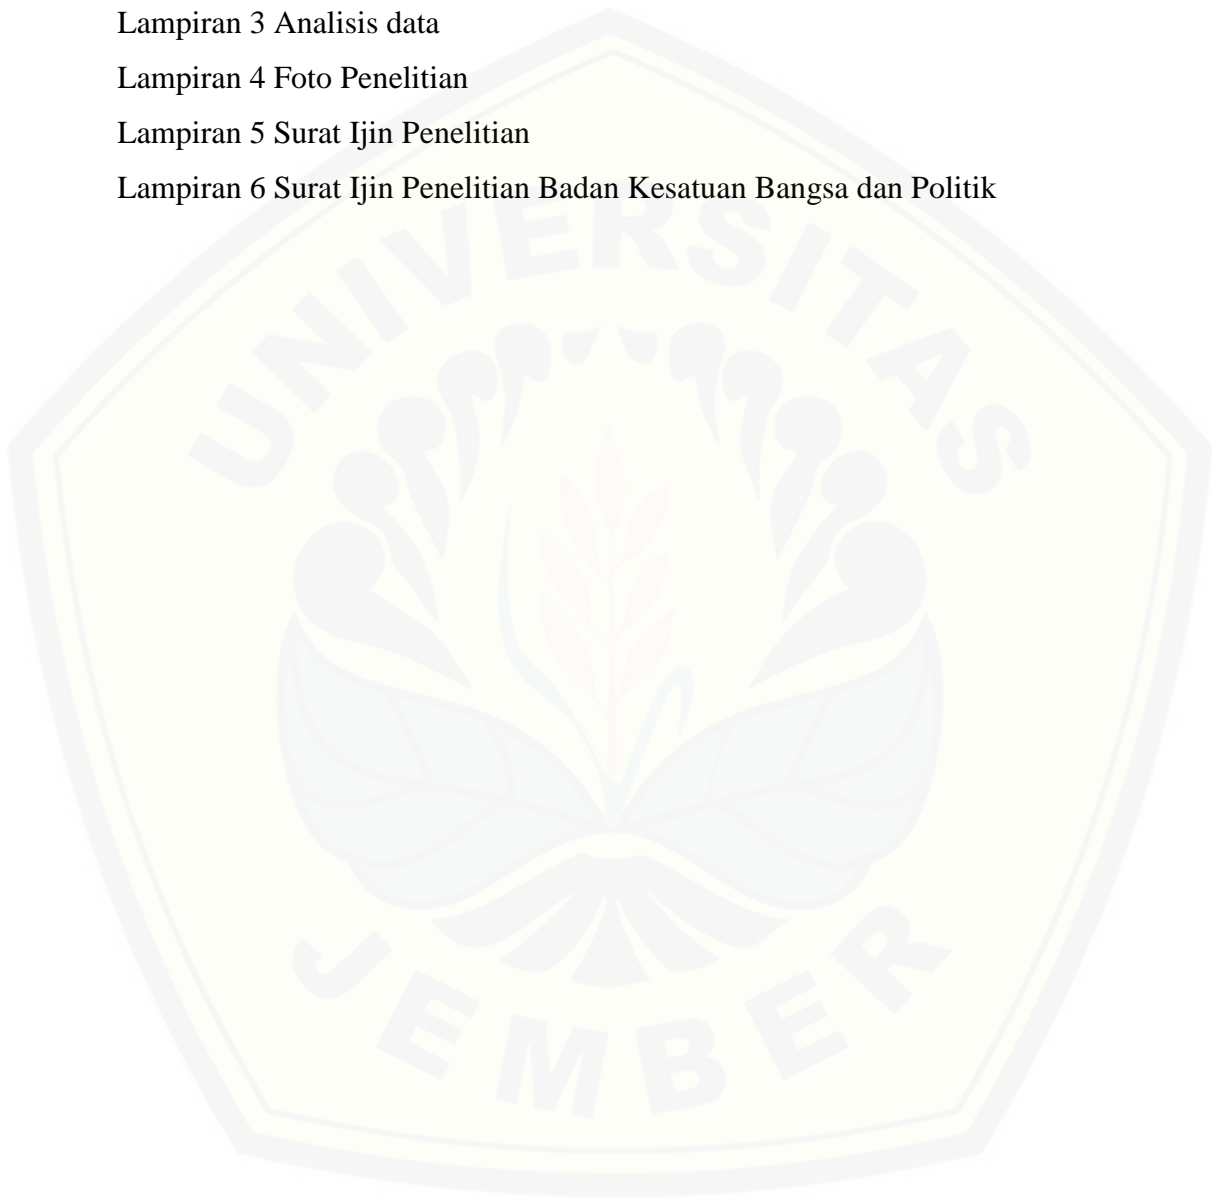 Lampiran 3 Analisis data
Lampiran 4 Foto Penelitian
Lampiran 5 Surat Ijin Penelitian
Lampiran 6 Surat Ijin Penelitian Badan Kesatuan Bangsa dan Politik
UNIVERSITAS
JEMBER